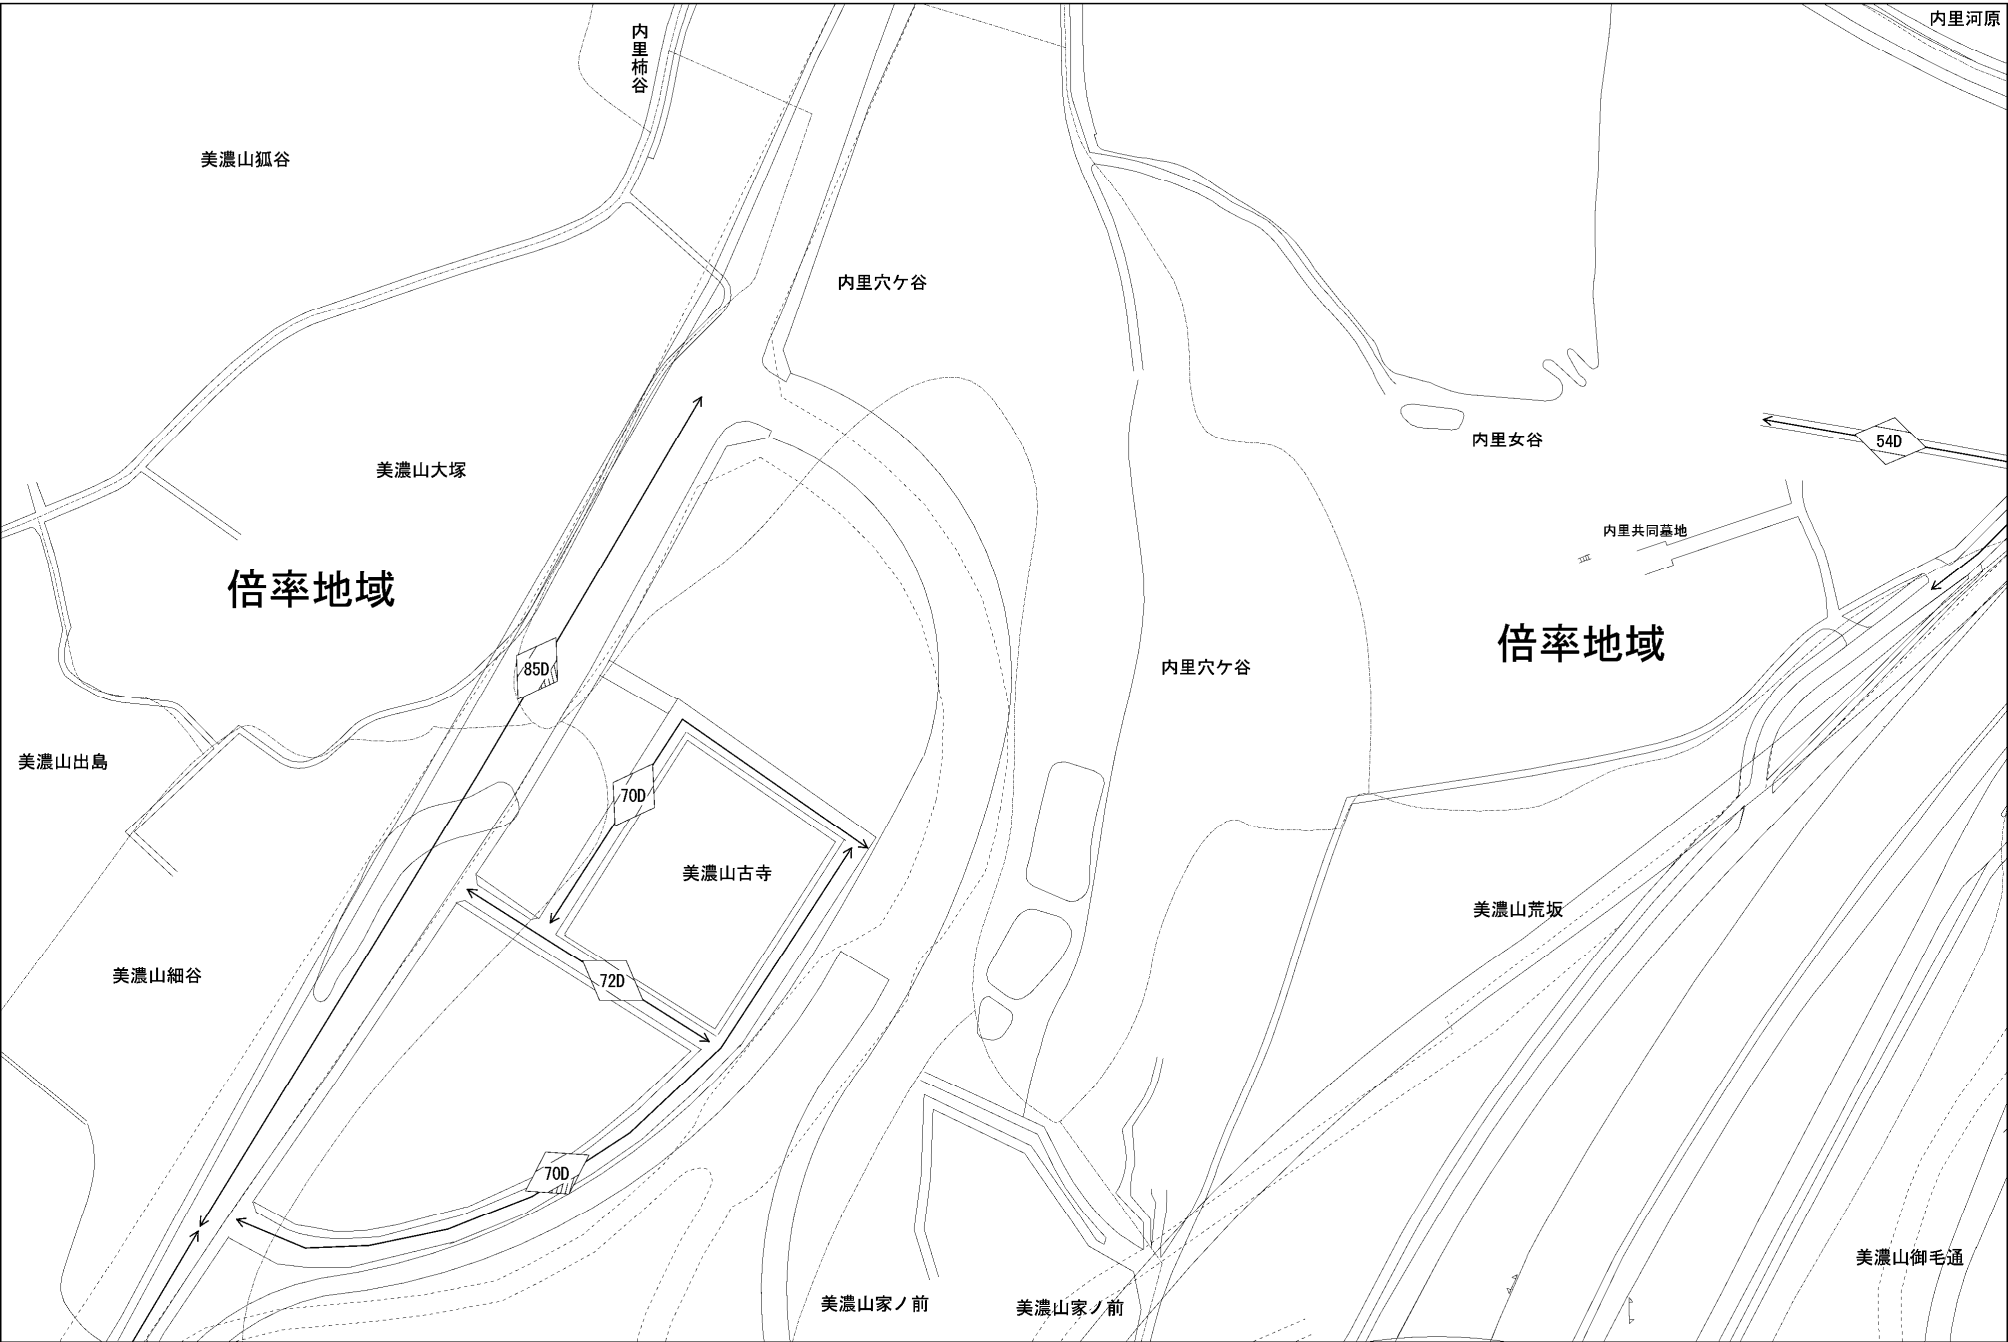 内里河原
内里柿谷
美濃山狐谷
内里穴ケ谷
54D
内里女谷
美濃山大塚
内里共同墓地
倍率地域
倍率地域
85D
内里穴ケ谷
美濃山出島
70D
美濃山古寺
美濃山荒坂
美濃山細谷
72D
70D
美濃山御毛通
美濃山家ノ前
美濃山家ノ前